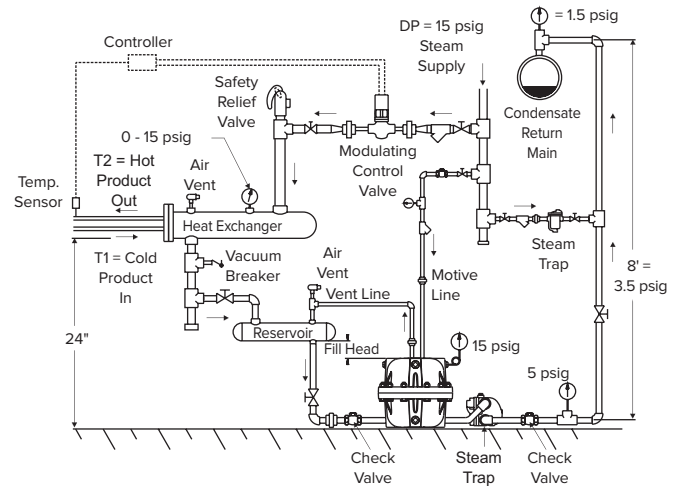 = 1.5 psig
DP = 15 psig
Steam
Supply
Controller
Safety
Relief
Valve
Condensate
Return
Main
0 - 15 psig
Modulating
Control
Valve
T2 = Hot
Product
Out
Air
Vent
Temp.
Sensor
Heat Exchanger
Steam
Trap
T1 = Cold
Product
In
Vacuum
Breaker
Air
Vent
Vent Line
Motive
Line
8' =
3.5 psig
24"
Reservoir
Fill Head
15 psig
5 psig
Check
Valve
Steam
Trap
Check
Valve